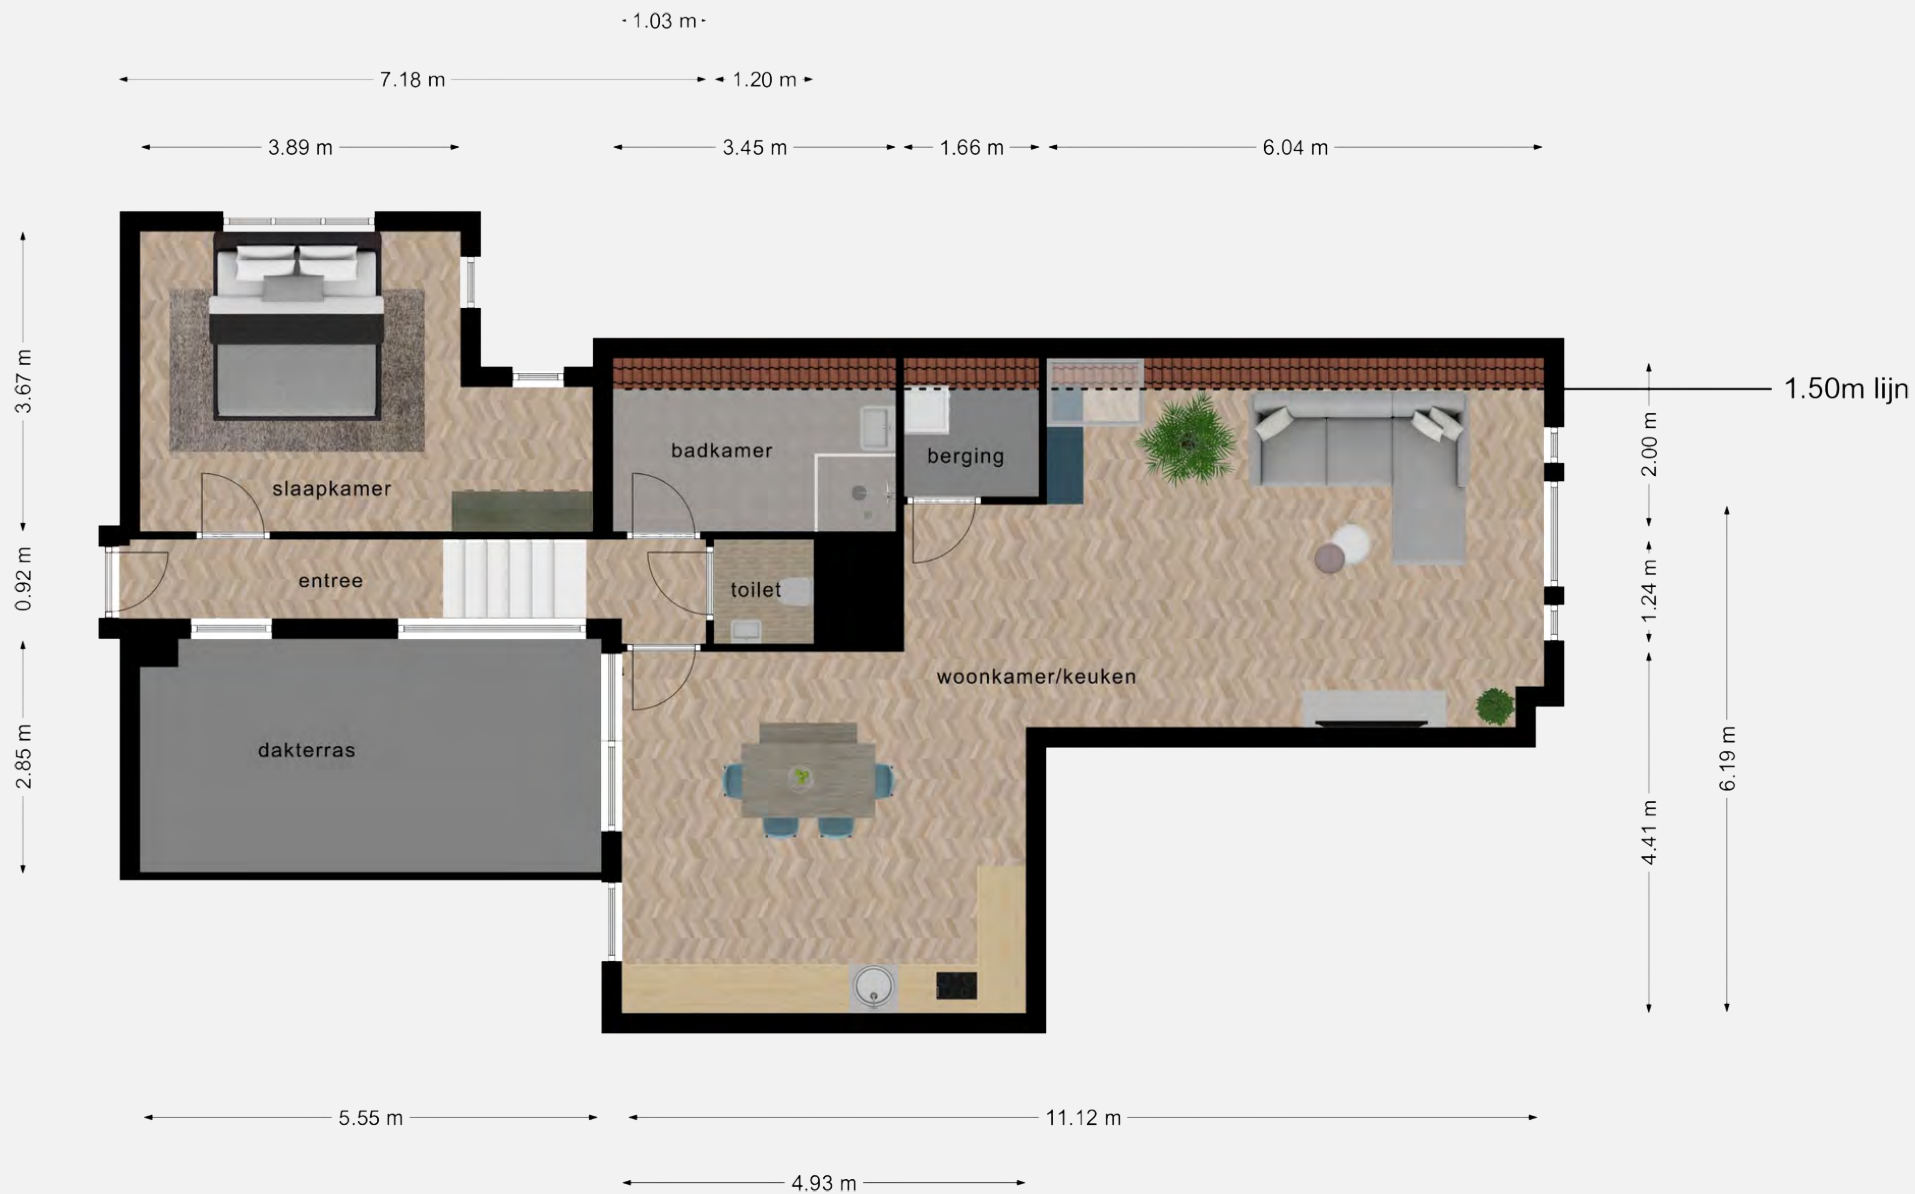 1.03 m
7.18 m
1.20 m
3.89 m
3.45 m
1.66 m
6.04 m
3.67 m
1.50m lijn
2.00 m
badkamer
berging
slaapkamer
0.92 m
entree
toilet
1.24 m
woonkamer/keuken
2.85 m
dakterras
6.19 m
4.41 m
5.55 m
11.12 m
4.93 m